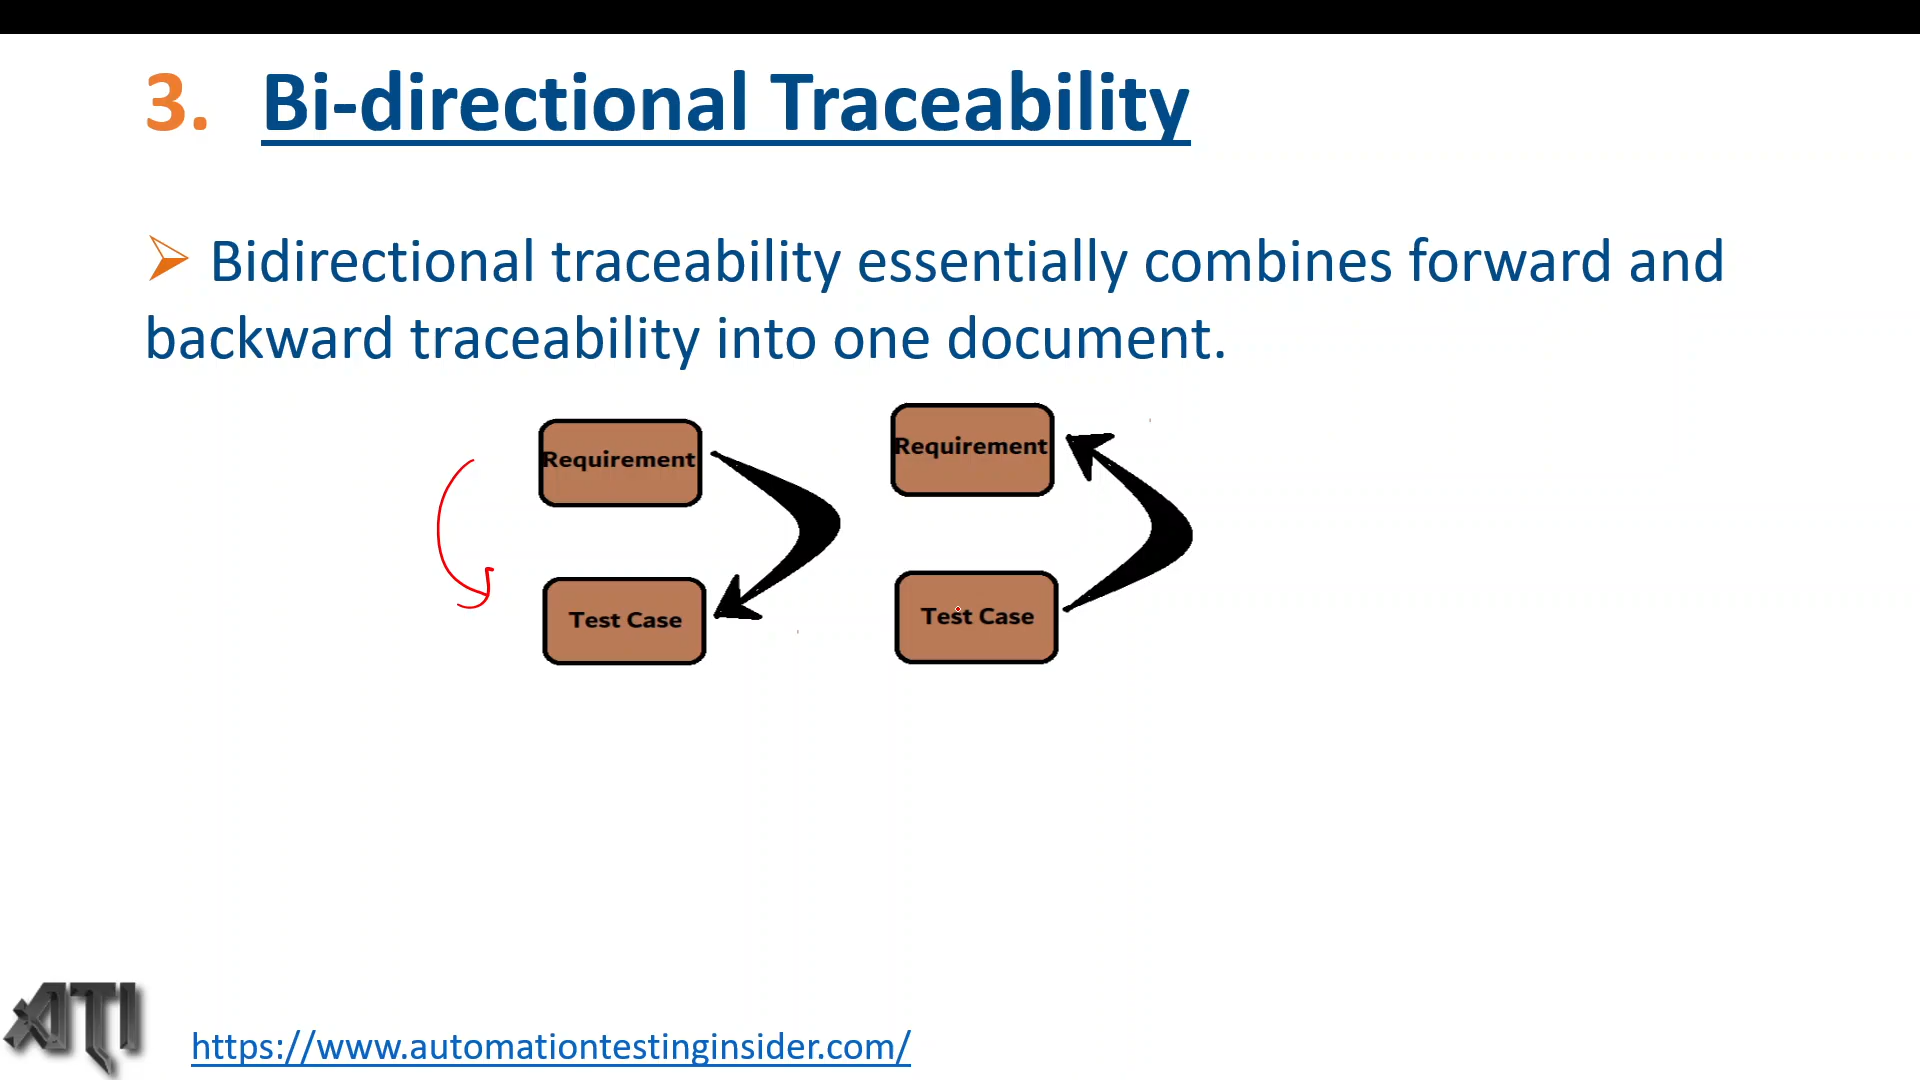 3. Bi-directional Traceability
Bidirectional traceability essentially combines forward and
backward traceability into one document.
Requirement
Test Case
Requirement
Test Case
ATI
https://www.automationtestinginsider.com/